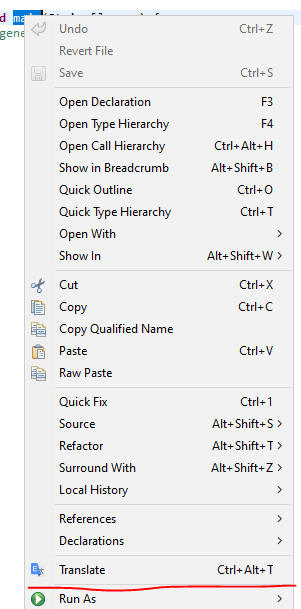 Undo Ctrl+Z
Revert File
Save Ctrl+S
Open Declaration F3
Open Type Hierarchy F4
Open Call Hierarchy Ctrl+Alt+H
Show in Breadcrumb Alt+Shift+B
Quick Outline Ctrl+O
Quick Type Hierarchy Ctrl+T
Open With >
Show In Alt+Shift+W >
Cut Ctrl+X
Copy Ctrl+C
Copy Qualified Name
Paste Ctrl+V
Raw Paste
Quick Fix Ctrl+1
Source Alt+Shift+S >
Refactor Alt+Shift+T >
Surround With Alt+Shift+Z >
Local History >
References >
Declarations >
Translate Ctrl+Alt+T
Run As >